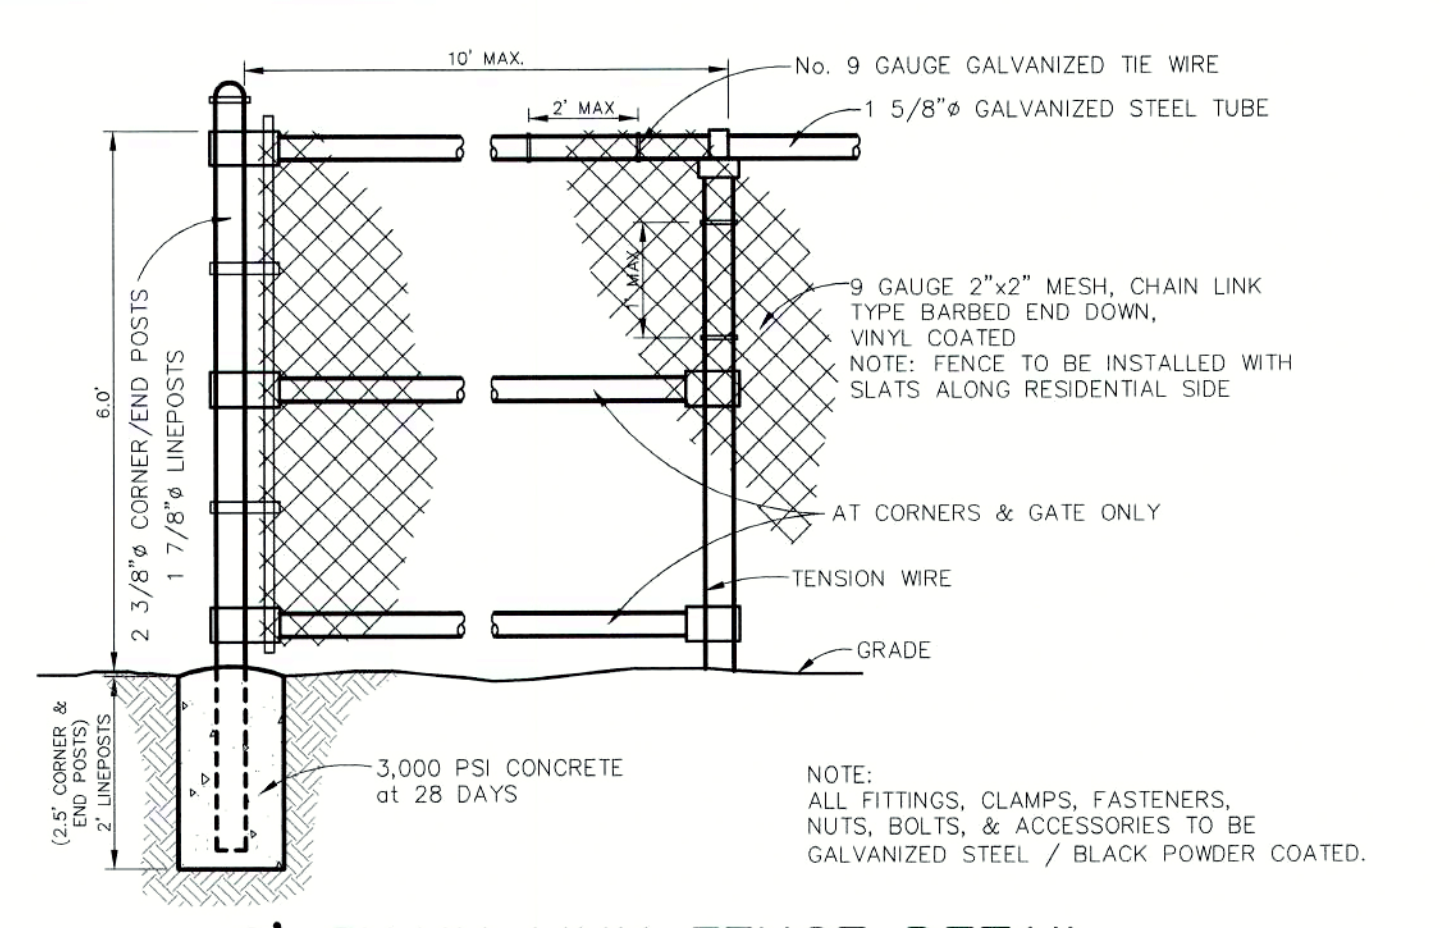 10' MAX.
No. 9 GAUGE GALVANIZED TIE WIRE
2' MAX
1 5/8"ø GALVANIZED STEEL TUBE
1' MAX
9 GAUGE 2"x2" MESH, CHAIN LINK
TYPE BARBED END DOWN,
VINYL COATED
NOTE: FENCE TO BE INSTALLED WITH
SLATS ALONG RESIDENTIAL SIDE
6.0'
2 3/8"ø CORNER/END POSTS
1 7/8"ø LINEPOSTS
AT CORNERS & GATE ONLY
TENSION WIRE
GRADE
(2.5' CORNER &
END POSTS)
2' LINEPOSTS
3,000 PSI CONCRETE
at 28 DAYS
NOTE:
ALL FITTINGS, CLAMPS, FASTENERS,
NUTS, BOLTS, & ACCESSORIES TO BE
GALVANIZED STEEL / BLACK POWDER COATED.